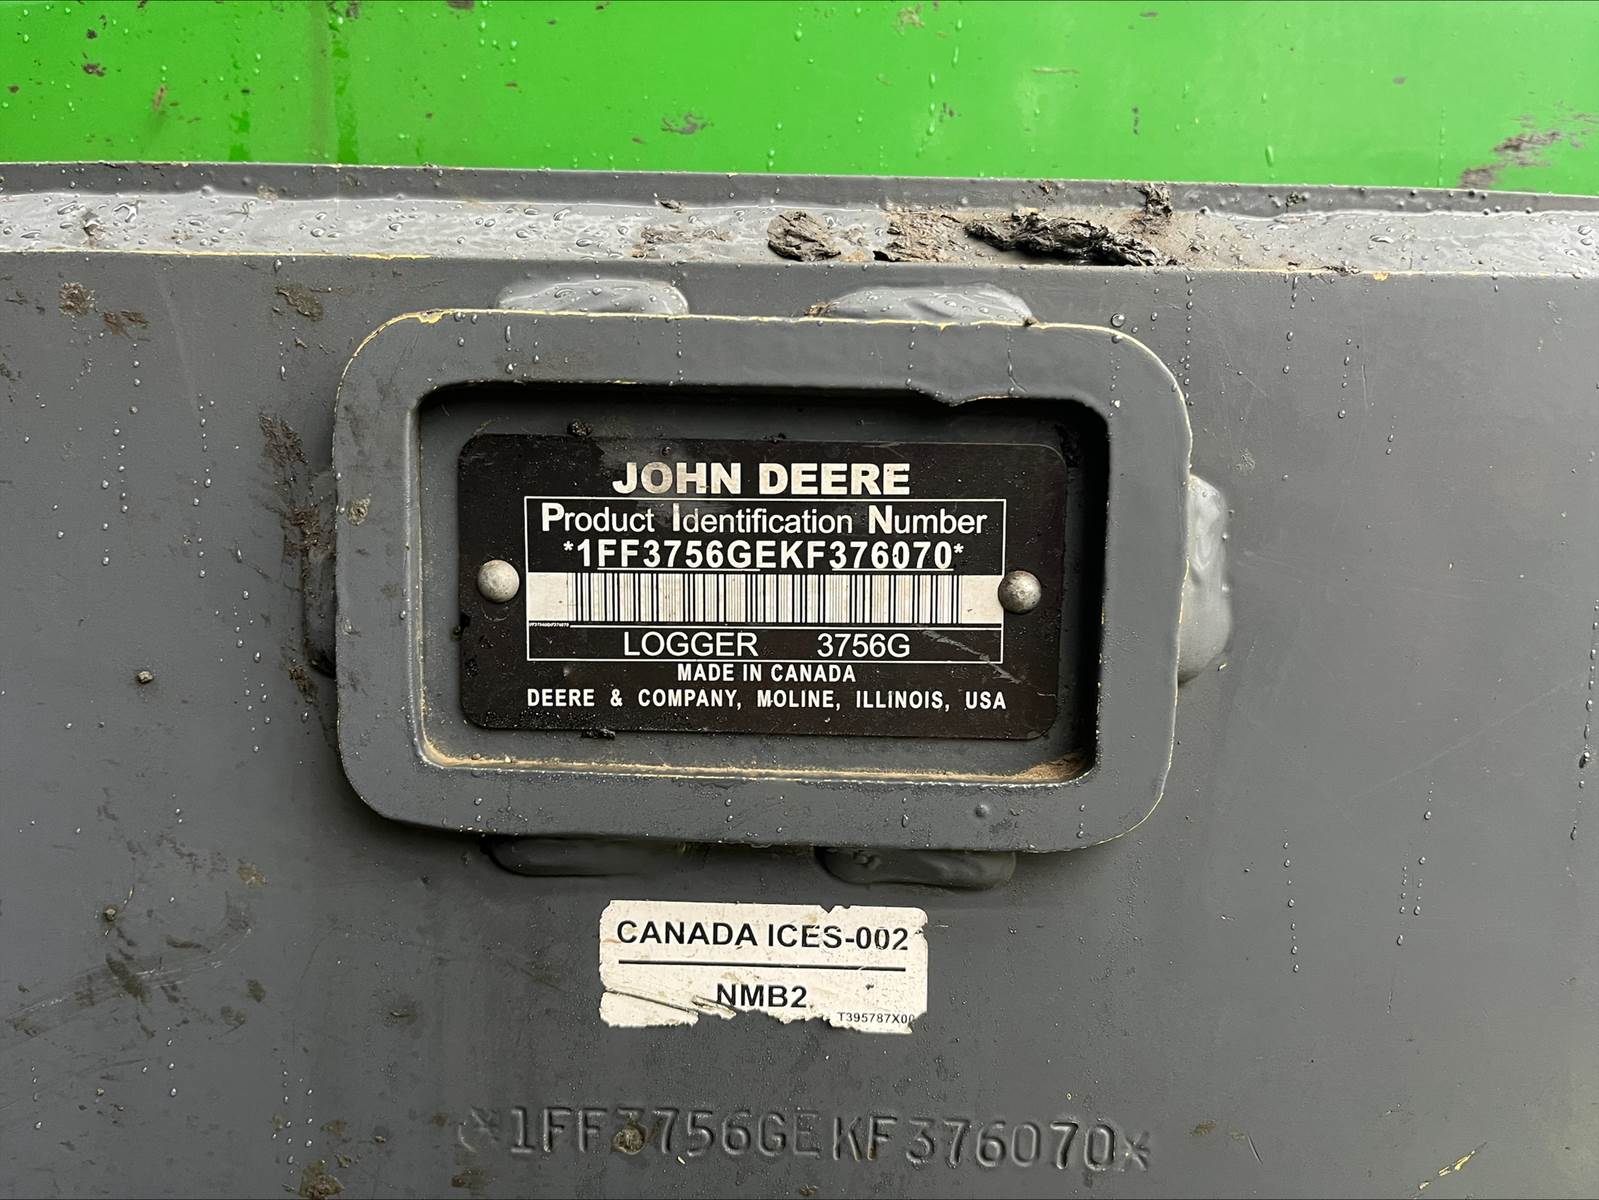 JOHN DEERE
Product Identification Number
*1FF3756GEKF376070*
LOGGER 3756G
MADE IN CANADA
DEERE & COMPANY, MOLINE, ILLINOIS, USA
CANADA ICES-002
NMB2
T395787X00
*1FF3756GEKF376070*